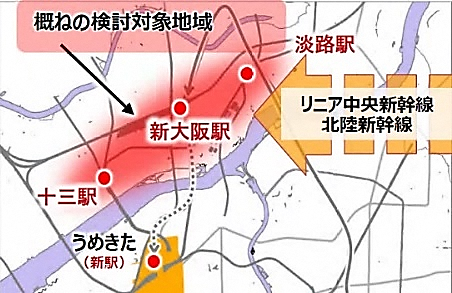 概ねの検討対象地域
淡路駅
リニア中央新幹線
北陸新幹線
新大阪駅
十三駅
うめきた
(新駅)